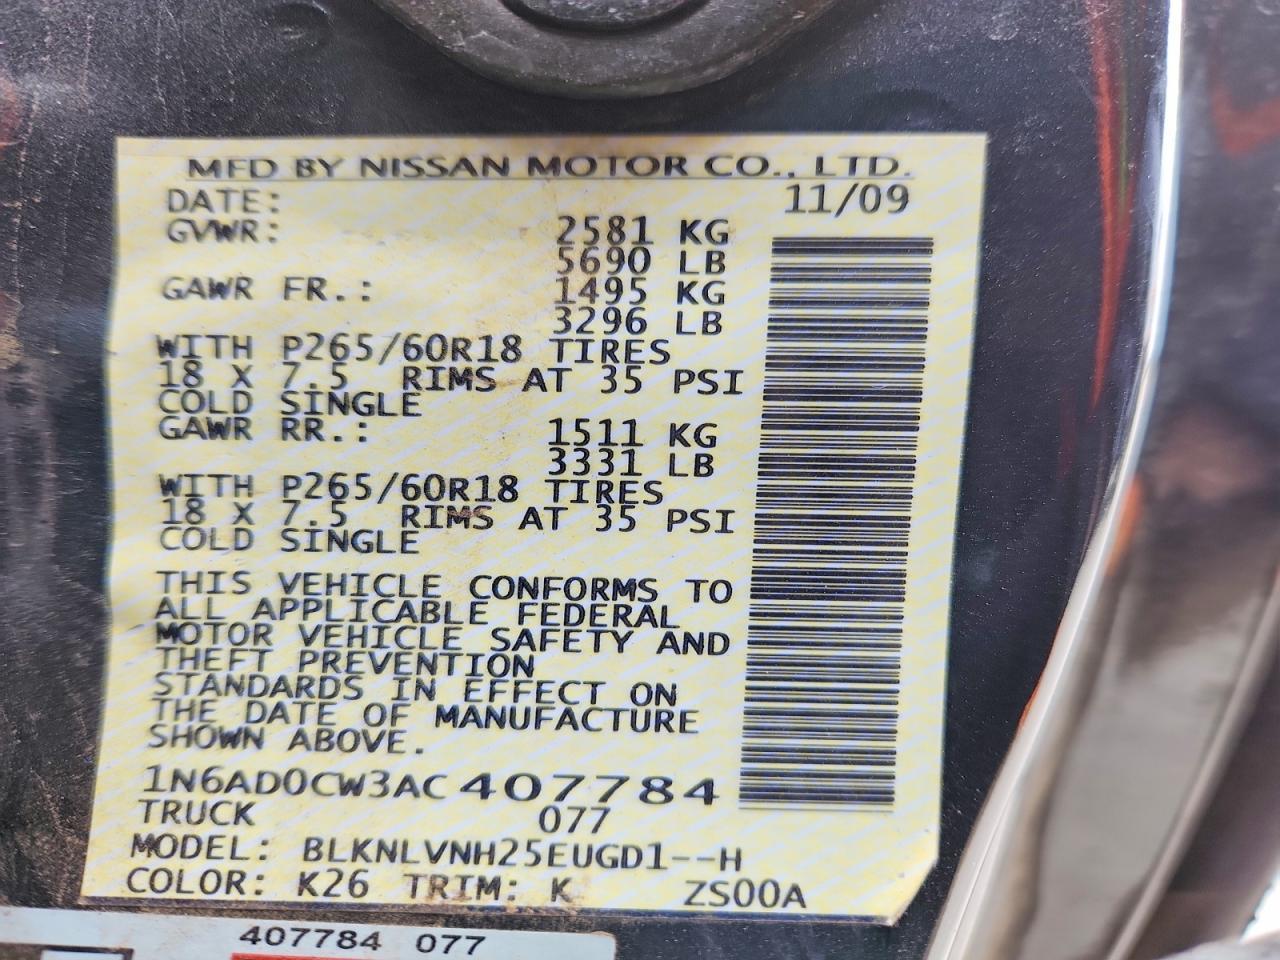 MFD BY NISSAN MOTOR CO., LTD.
DATE: 11/09
GVWR: 2581 KG
5690 LB
GAWR FR.: 1495 KG
3296 LB
WITH P265/60R18 TIRES
18 X 7.5 RIMS AT 35 PSI
COLD SINGLE
GAWR RR.: 1511 KG
3331 LB
WITH P265/60R18 TIRES
18 X 7.5 RIMS AT 35 PSI
COLD SINGLE
THIS VEHICLE CONFORMS TO
ALL APPLICABLE FEDERAL
MOTOR VEHICLE SAFETY AND
THEFT PREVENTION
STANDARDS IN EFFECT ON
THE DATE OF MANUFACTURE
SHOWN ABOVE.
1N6AD0CW3AC407784
TRUCK 077
MODEL: BLKNLVNH25EUGD1--H
COLOR: K26 TRIM: K ZS00A
407784 077